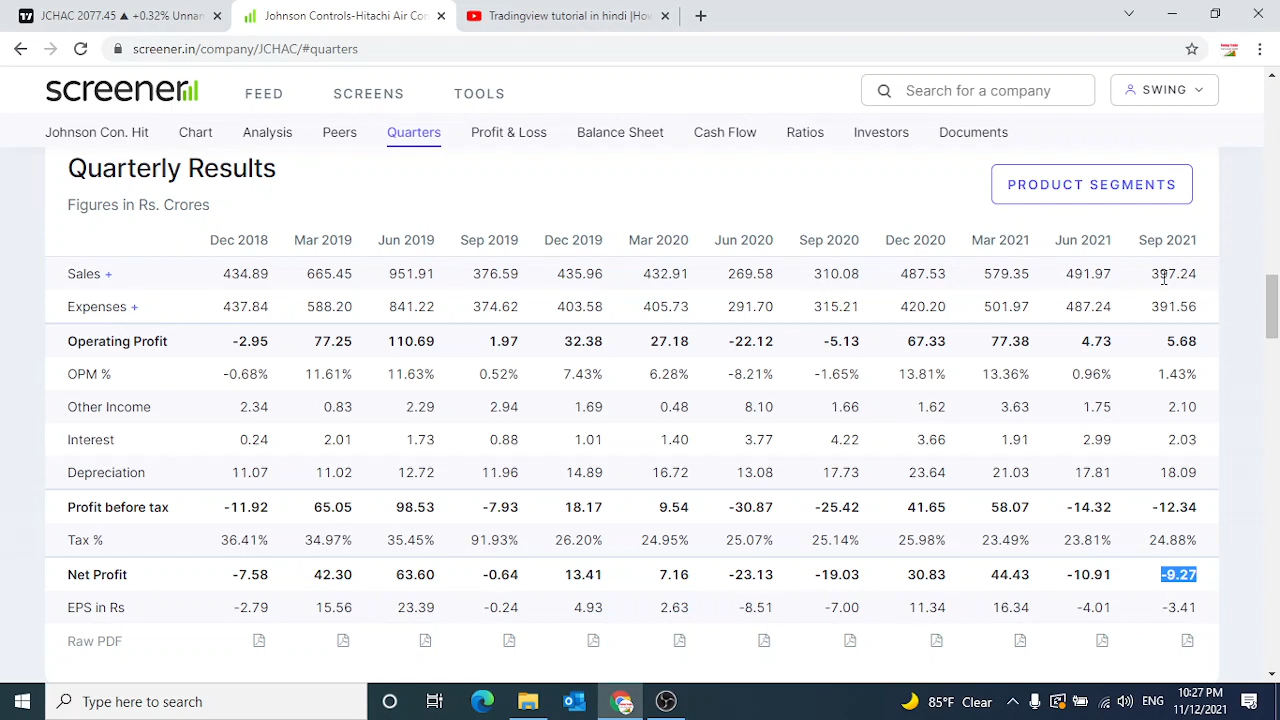 JCHAC 2077.45 ▲ +0.32% Unnam
Johnson Controls-Hitachi Air Con
Tradingview tutorial in hindi |How
screener.in/company/JCHAC/#quarters
screener FEED SCREENS TOOLS Search for a company SWING
Johnson Con. Hit Chart Analysis Peers Quarters Profit & Loss Balance Sheet Cash Flow Ratios Investors Documents
Quarterly Results
PRODUCT SEGMENTS
Figures in Rs. Crores
Dec 2018 Mar 2019 Jun 2019 Sep 2019 Dec 2019 Mar 2020 Jun 2020 Sep 2020 Dec 2020 Mar 2021 Jun 2021 Sep 2021
Sales + 434.89 665.45 951.91 376.59 435.96 432.91 269.58 310.08 487.53 579.35 491.97 397.24
Expenses + 437.84 588.20 841.22 374.62 403.58 405.73 291.70 315.21 420.20 501.97 487.24 391.56
Operating Profit -2.95 77.25 110.69 1.97 32.38 27.18 -22.12 -5.13 67.33 77.38 4.73 5.68
OPM % -0.68% 11.61% 11.63% 0.52% 7.43% 6.28% -8.21% -1.65% 13.81% 13.36% 0.96% 1.43%
Other Income 2.34 0.83 2.29 2.94 1.69 0.48 8.10 1.66 1.62 3.63 1.75 2.10
Interest 0.24 2.01 1.73 0.88 1.01 1.40 3.77 4.22 3.66 1.91 2.99 2.03
Depreciation 11.07 11.02 12.72 11.96 14.89 16.72 13.08 17.73 23.64 21.03 17.81 18.09
Profit before tax -11.92 65.05 98.53 -7.93 18.17 9.54 -30.87 -25.42 41.65 58.07 -14.32 -12.34
Tax % 36.41% 34.97% 35.45% 91.93% 26.20% 24.95% 25.07% 25.14% 25.98% 23.49% 23.81% 24.88%
Net Profit -7.58 42.30 63.60 -0.64 13.41 7.16 -23.13 -19.03 30.83 44.43 -10.91 -9.27
EPS in Rs -2.79 15.56 23.39 -0.24 4.93 2.63 -8.51 -7.00 11.34 16.34 -4.01 -3.41
Raw PDF
Type here to search
85°F Clear
ENG
10:27 PM
11/12/2021